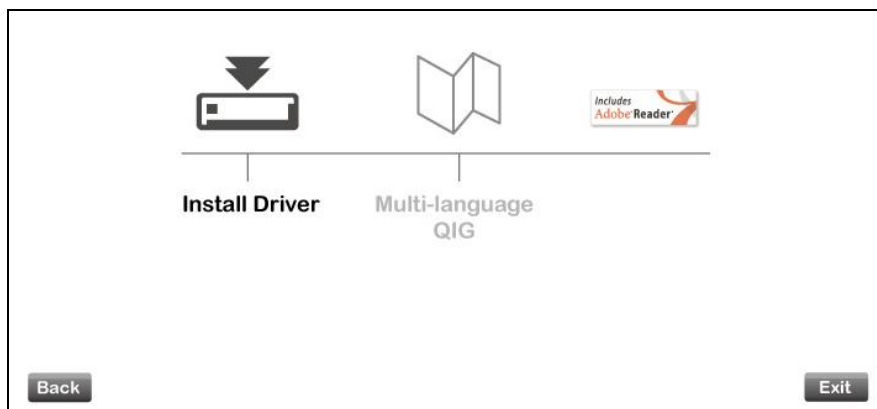 Includes
Adobe Reader
Install Driver
Multi-language
QIG
Back
Exit